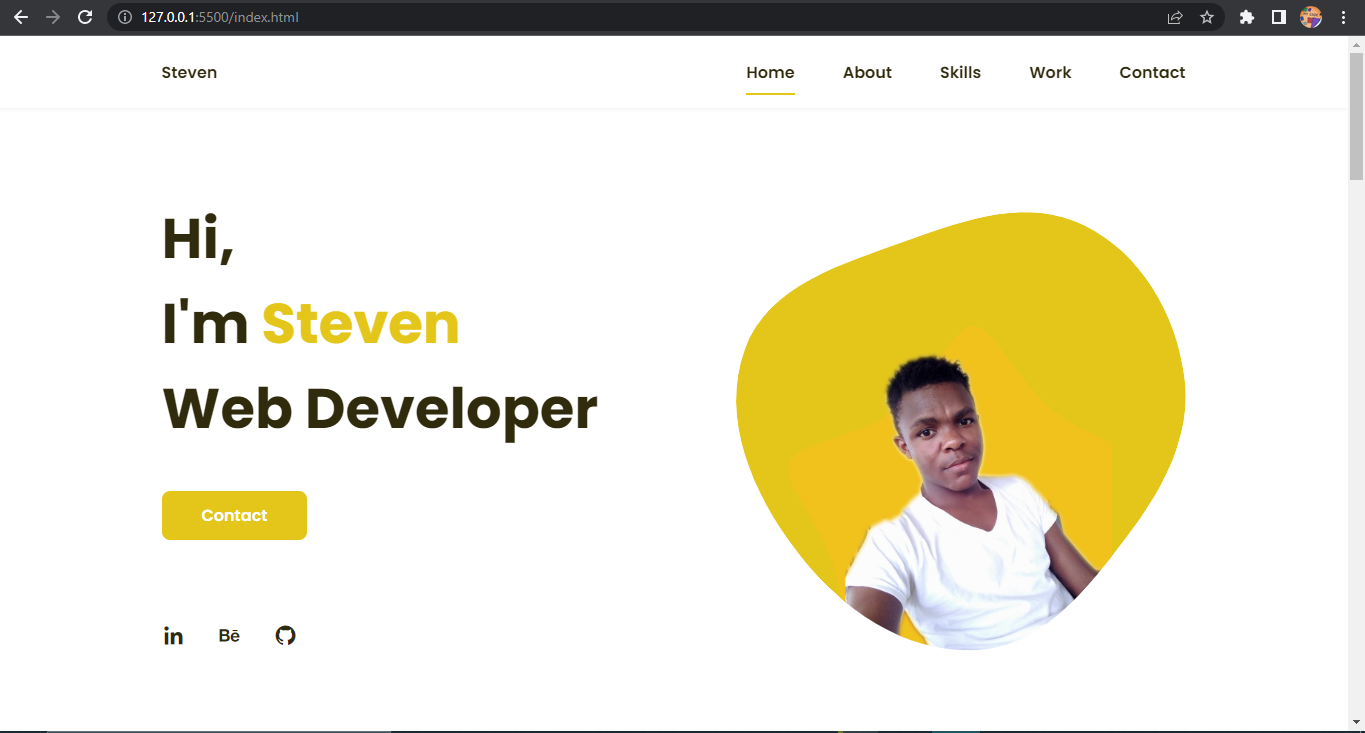 127.0.0.1:5500/index.html
Steven
Home
About
Skills
Work
Contact
Hi,
I'm Steven
Web Developer
Contact
in
Bē